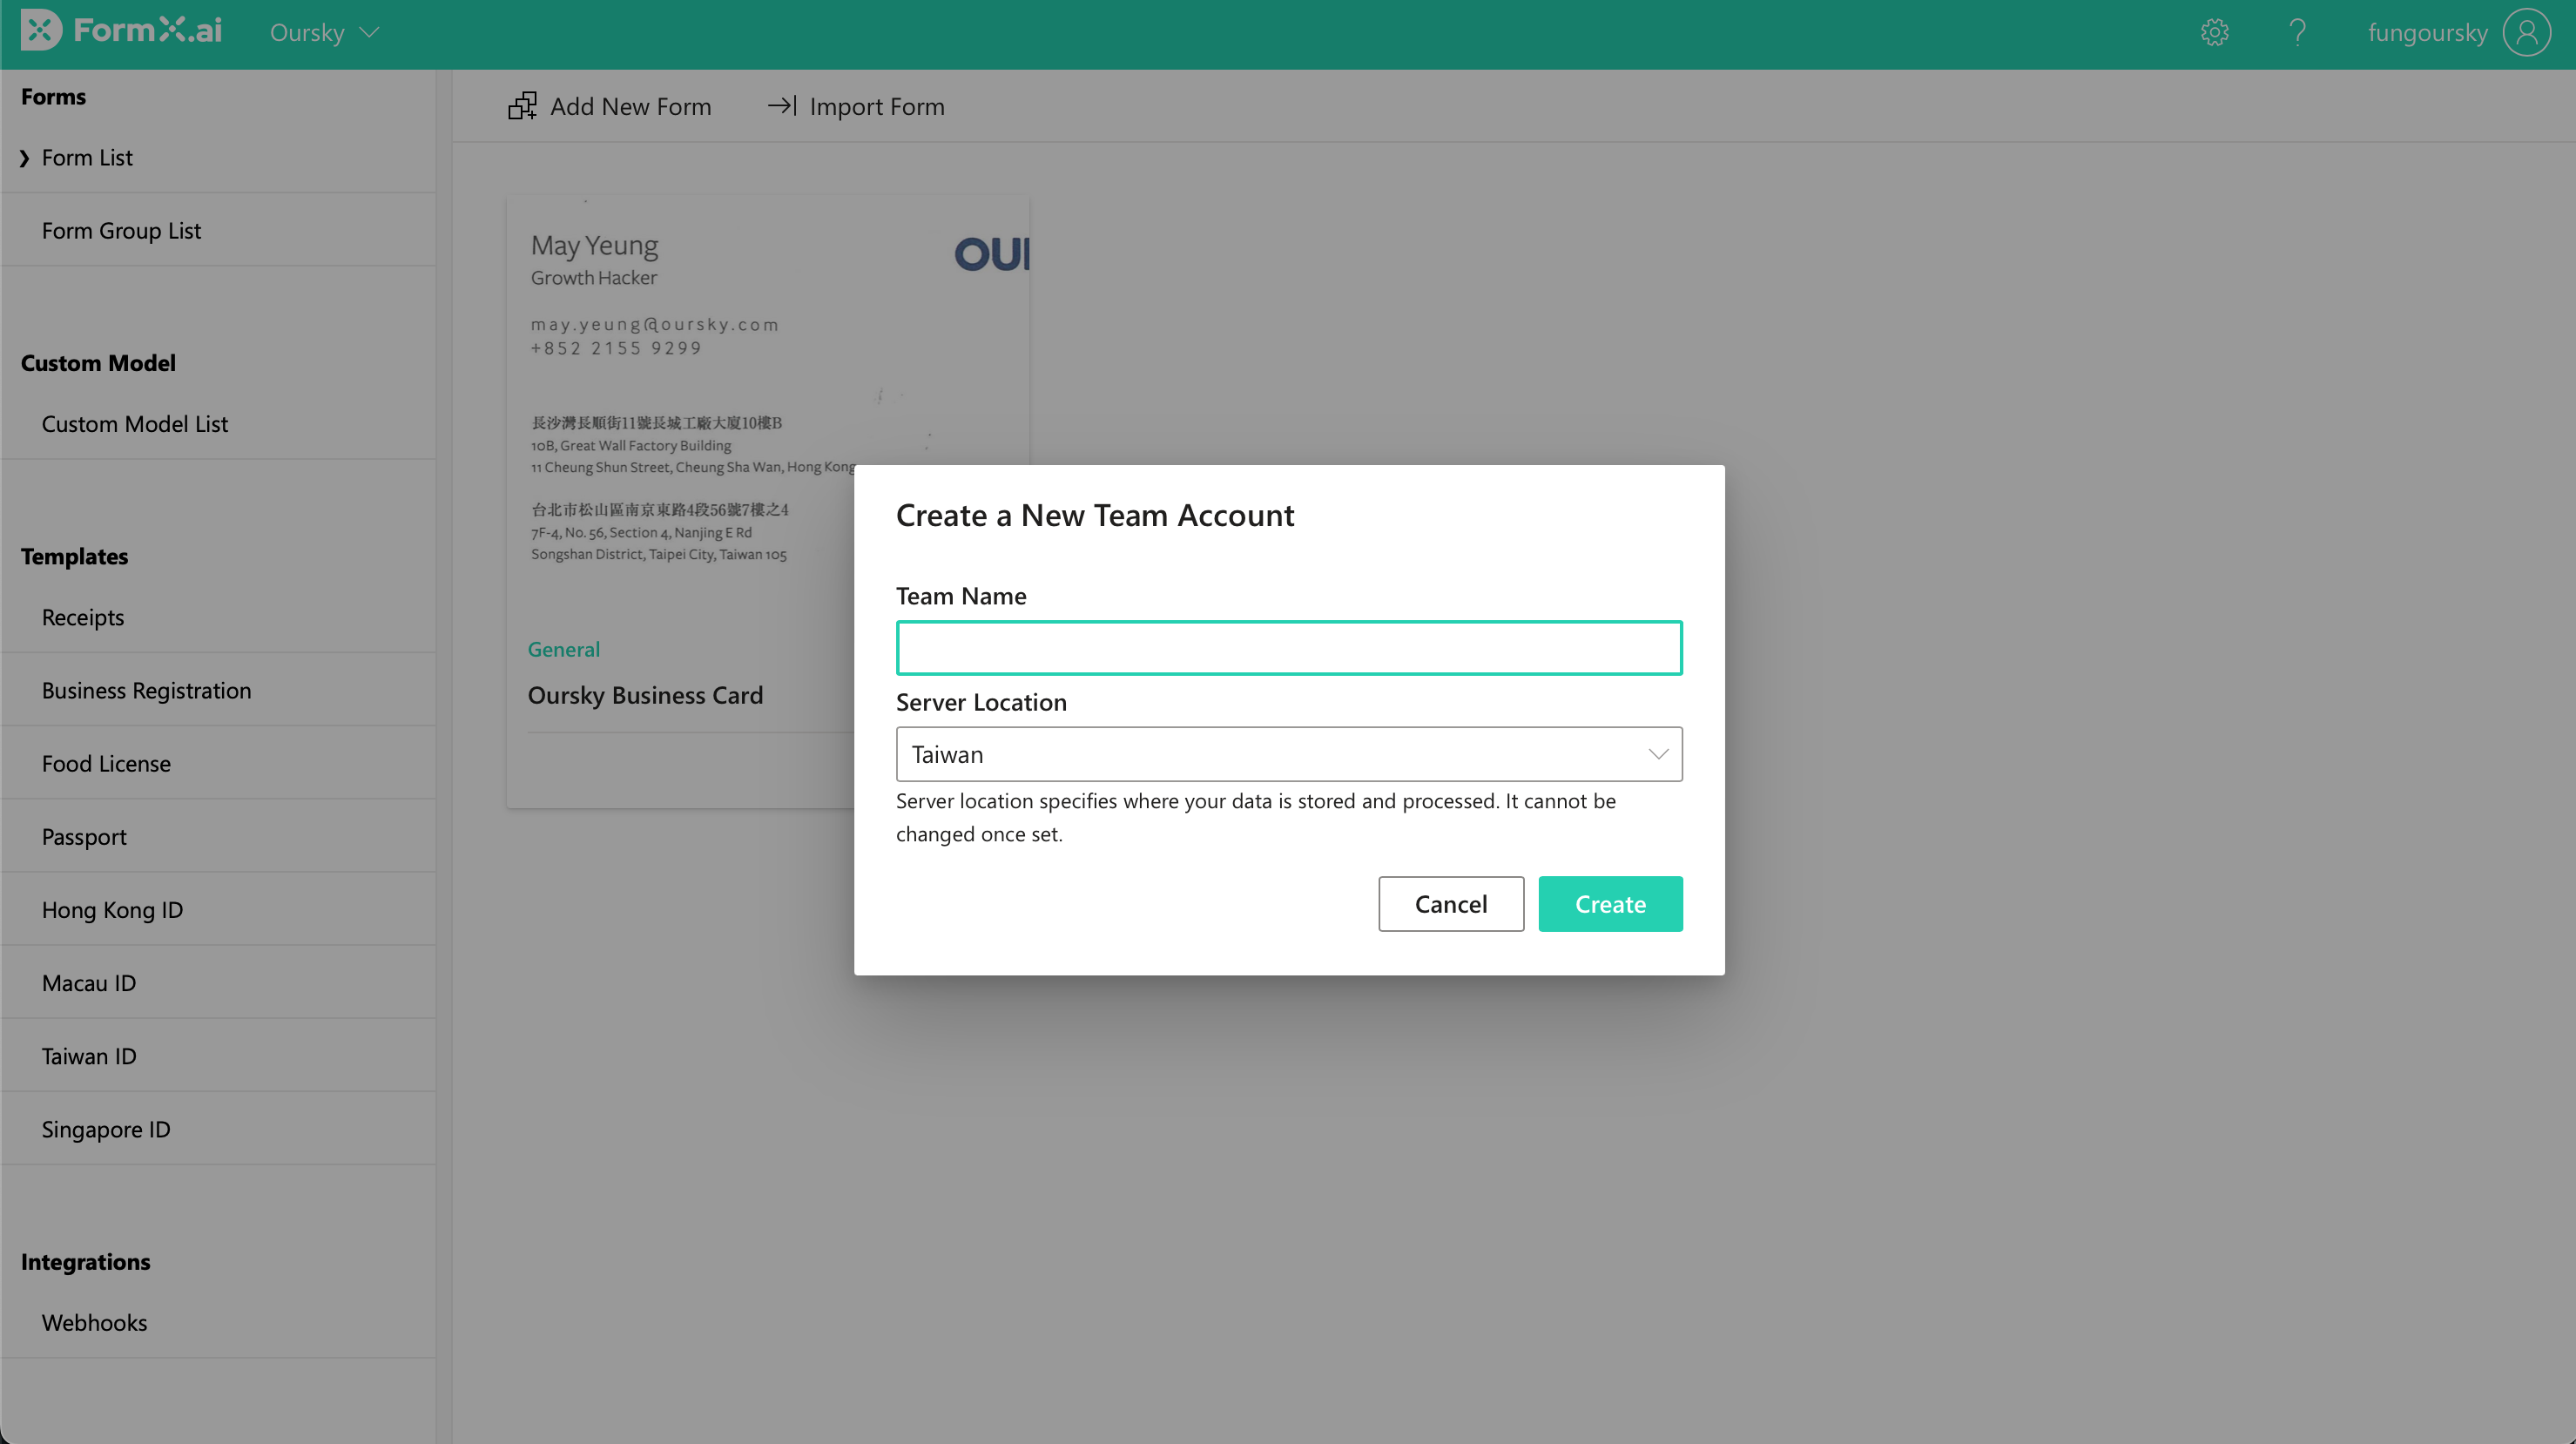 FormX.ai
Oursky
?
fungoursky
Forms
Form List
Form Group List
Custom Model
Custom Model List
Templates
Receipts
Business Registration
Food License
Passport
Hong Kong ID
Macau ID
Taiwan ID
Singapore ID
Integrations
Webhooks
Add New Form
Import Form
May Yeung
OUR
Growth Hacker
may.yeung@oursky.com
+852 2155 9299
長沙灣長順街11號長城工廠大廈10樓B
10B, Great Wall Factory Building
11 Cheung Shun Street, Cheung Sha Wan, Hong Kong
台北市松山區南京東路4段56號7樓之4
7F-4, No. 56, Section 4, Nanjing E Rd
Songshan District, Taipei City, Taiwan 105
General
Oursky Business Card
Create a New Team Account
Team Name
Server Location
Taiwan
Server location specifies where your data is stored and processed. It cannot be
changed once set.
Cancel
Create